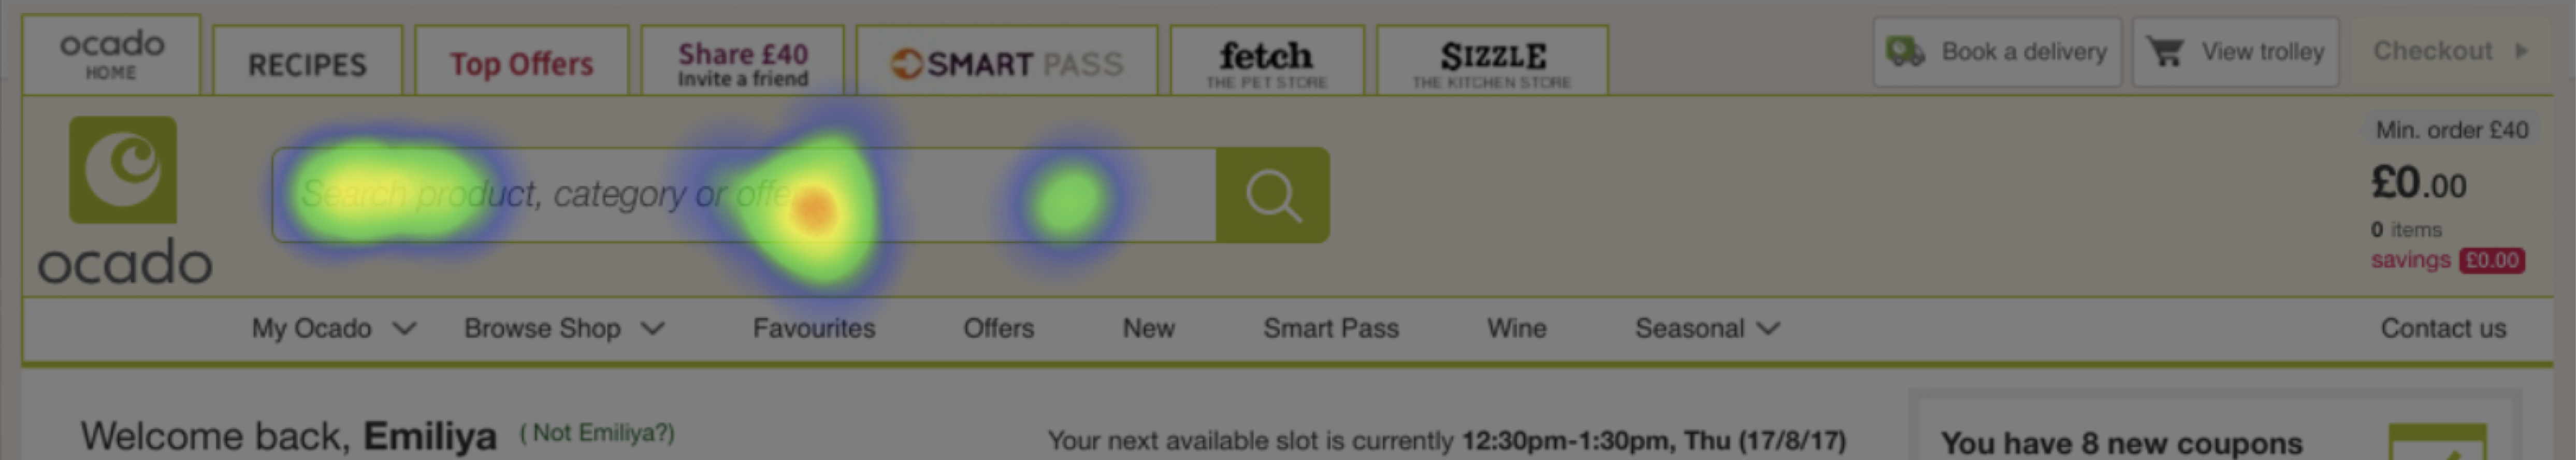 ocado
HOME
RECIPES
Top Offers
Share £40
Invite a friend
SMART PASS
fetch
THE PET STORE
SIZZLE
THE KITCHEN STORE
Book a delivery
View trolley
Checkout
ocado
Search product, category or offer
Min. order £40
£0.00
0 items
savings £0.00
My Ocado
Browse Shop
Favourites
Offers
New
Smart Pass
Wine
Seasonal
Contact us
Welcome back, Emiliya (Not Emiliya?)
Your next available slot is currently 12:30pm-1:30pm, Thu (17/8/17)
You have 8 new coupons